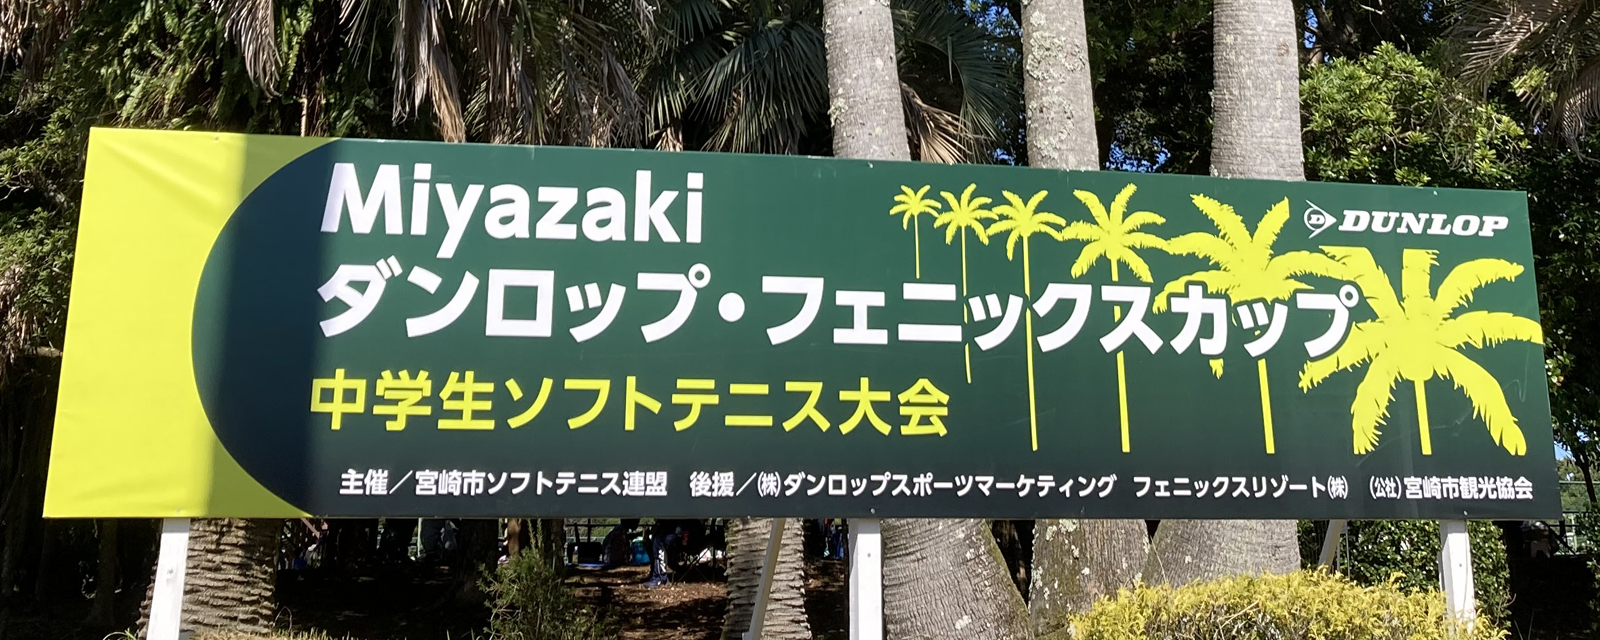 Miyazaki
DUNLOP
ダンロップ・フェニックスカップ
中学生ソフトテニス大会
主催／宮崎市ソフトテニス連盟　後援／㈱ダンロップスポーツマーケティング　フェニックスリゾート㈱　(公社)宮崎市観光協会